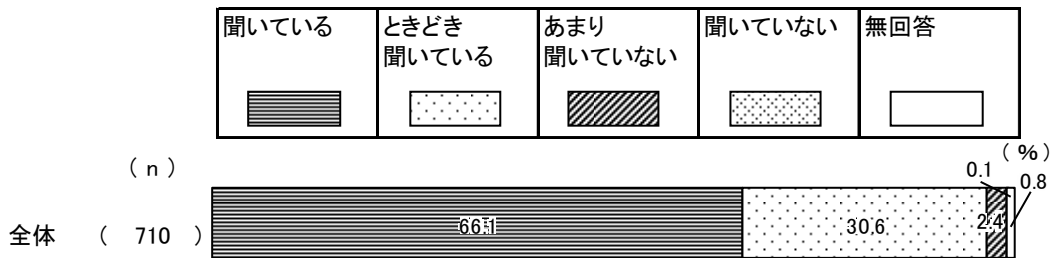 聞いている
ときどき
聞いている
あまり
聞いていない
聞いていない
無回答
( n )
( % )
0.1
0.8
全体 ( 710 )
66.1
30.6
2.4